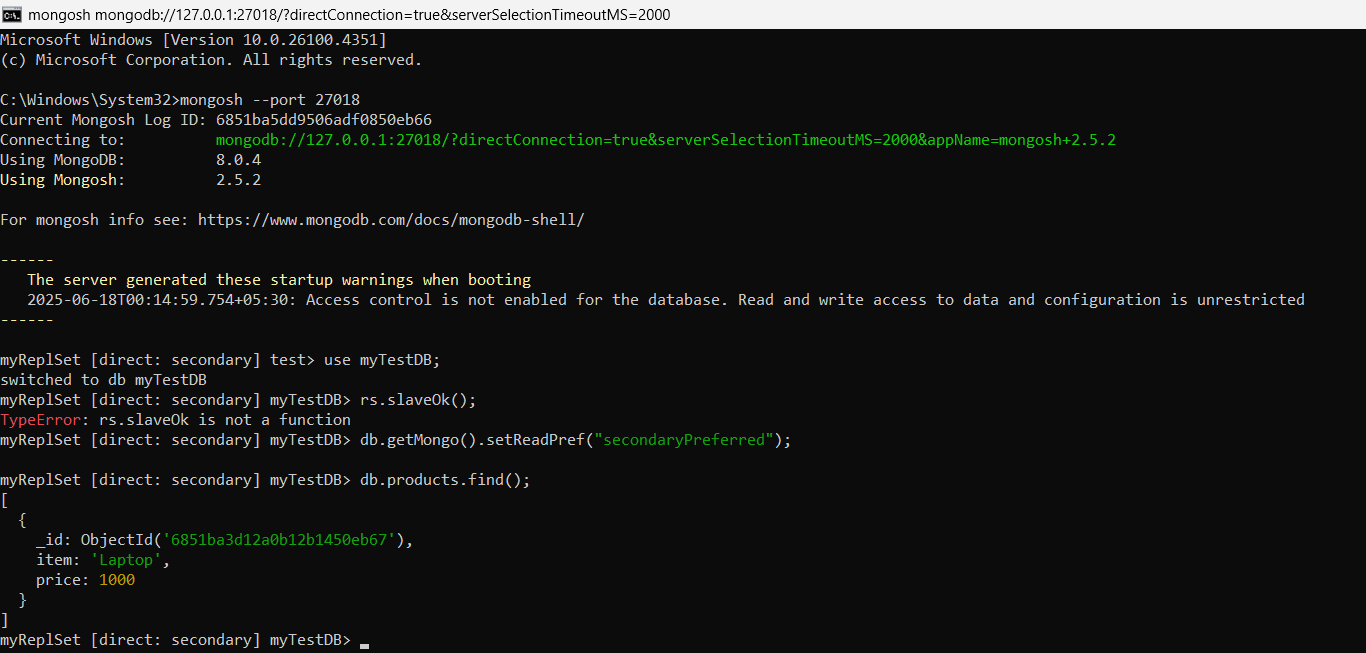 mongosh mongodb://127.0.0.1:27018/?directConnection=true&serverSelectionTimeoutMS=2000
Microsoft Windows [Version 10.0.26100.4351]
(c) Microsoft Corporation. All rights reserved.
C:\Windows\System32>mongosh --port 27018
Current Mongosh Log ID: 6851ba5dd9506adf0850eb66
Connecting to:          mongodb://127.0.0.1:27018/?directConnection=true&serverSelectionTimeoutMS=2000&appName=mongosh+2.5.2
Using MongoDB:          8.0.4
Using Mongosh:          2.5.2
For mongosh info see: https://www.mongodb.com/docs/mongodb-shell/
------
   The server generated these startup warnings when booting
   2025-06-18T00:14:59.754+05:30: Access control is not enabled for the database. Read and write access to data and configuration is unrestricted
------
myReplSet [direct: secondary] test> use myTestDB;
switched to db myTestDB
myReplSet [direct: secondary] myTestDB> rs.slaveOk();
TypeError: rs.slaveOk is not a function
myReplSet [direct: secondary] myTestDB> db.getMongo().setReadPref("secondaryPreferred");
myReplSet [direct: secondary] myTestDB> db.products.find();
[
  {
    _id: ObjectId('6851ba3d12a0b12b1450eb67'),
    item: 'Laptop',
    price: 1000
  }
]
myReplSet [direct: secondary] myTestDB>